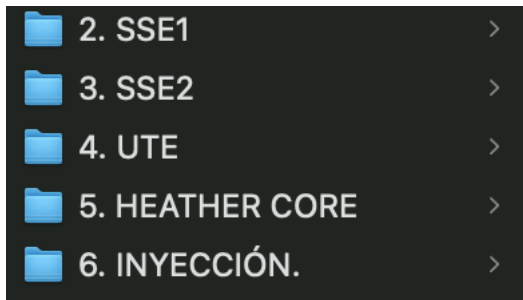 2. SSE1
3. SSE2
4. UTE
5. HEATHER CORE
6. INYECCIÓN.